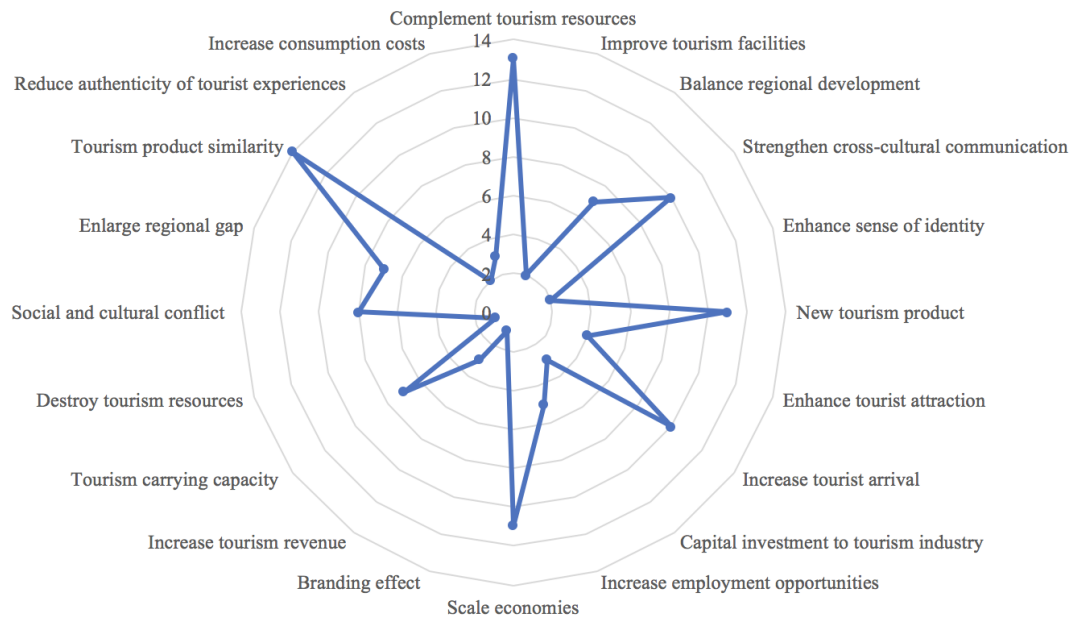 Complement tourism resources
Increase consumption costs
14
Improve tourism facilities
Reduce authenticity of tourist experiences
12
Balance regional development
Tourism product similarity
10
Strengthen cross-cultural communication
8
6
Enlarge regional gap
4
Enhance sense of identity
2
Social and cultural conflict
0
New tourism product
Destroy tourism resources
Enhance tourist attraction
Tourism carrying capacity
Increase tourist arrival
Increase tourism revenue
Capital investment to tourism industry
Branding effect
Increase employment opportunities
Scale economies